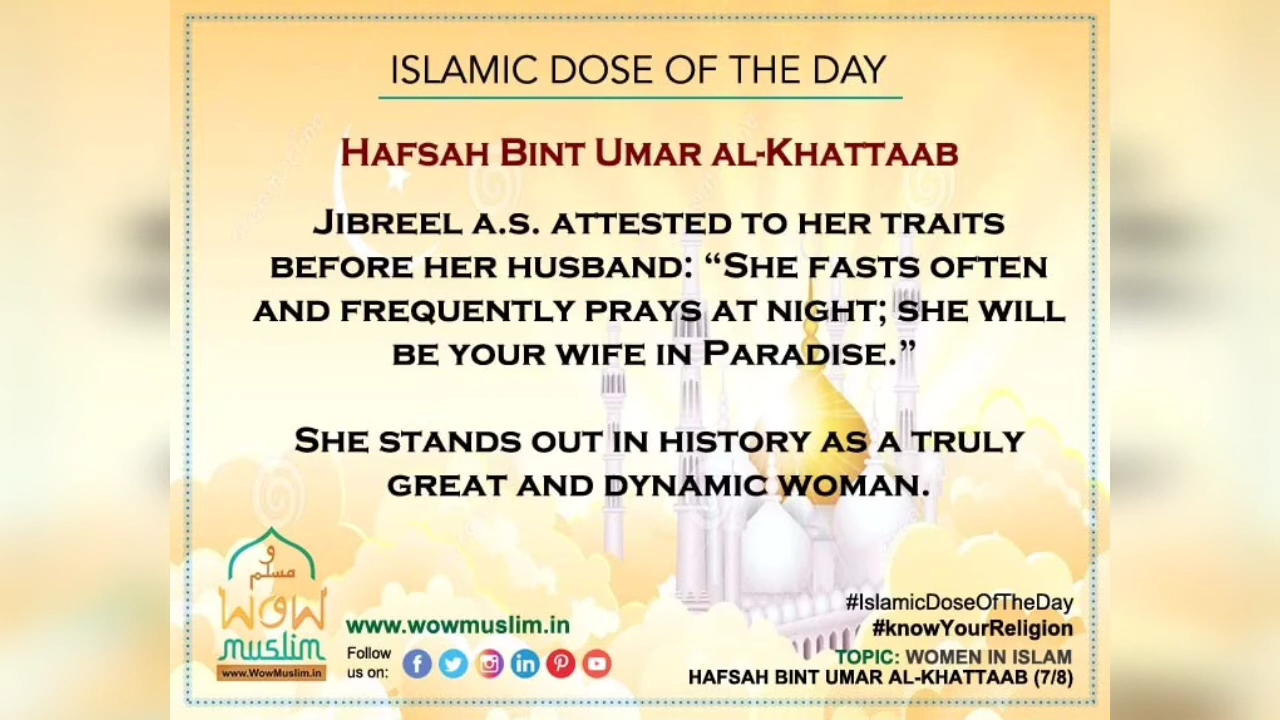 ISLAMIC DOSE OF THE DAY
HAFSAH BINT UMAR AL-KHATTAAB
JIBREEL A.S. ATTESTED TO HER TRAITS
BEFORE HER HUSBAND: “SHE FASTS OFTEN
AND FREQUENTLY PRAYS AT NIGHT; SHE WILL
BE YOUR WIFE IN PARADISE.”
SHE STANDS OUT IN HISTORY AS A TRULY
GREAT AND DYNAMIC WOMAN.
و
مسلم
WOW
muslim
www.WowMuslim.in
www.wowmuslim.in
Follow
us on:
#IslamicDoseOfTheDay
#knowYourReligion
TOPIC: WOMEN IN ISLAM
HAFSAH BINT UMAR AL-KHATTAAB (7/8)